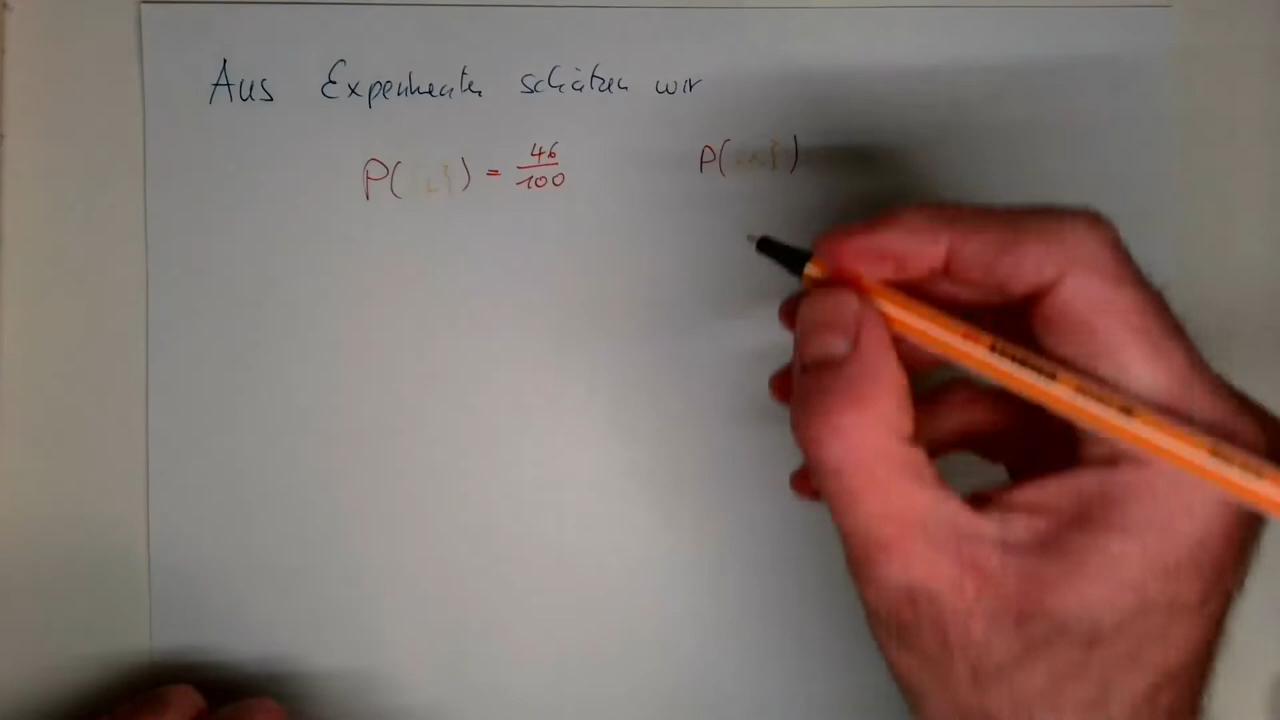 Aus Experimenten schätzen wir
P( ) = 46/100 P( )